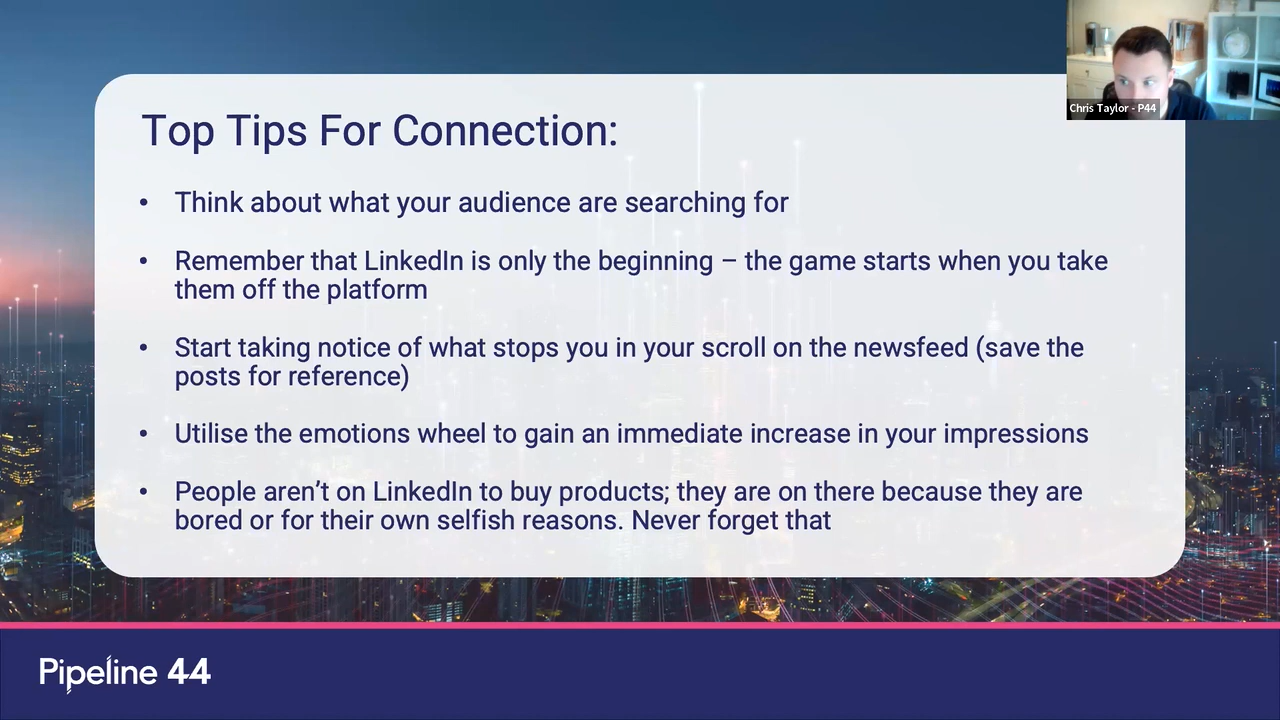 Chris Taylor - P44
Top Tips For Connection:
• Think about what your audience are searching for
• Remember that LinkedIn is only the beginning – the game starts when you take
them off the platform
• Start taking notice of what stops you in your scroll on the newsfeed (save the
posts for reference)
• Utilise the emotions wheel to gain an immediate increase in your impressions
• People aren’t on LinkedIn to buy products; they are on there because they are
bored or for their own selfish reasons. Never forget that
Pipeline 44